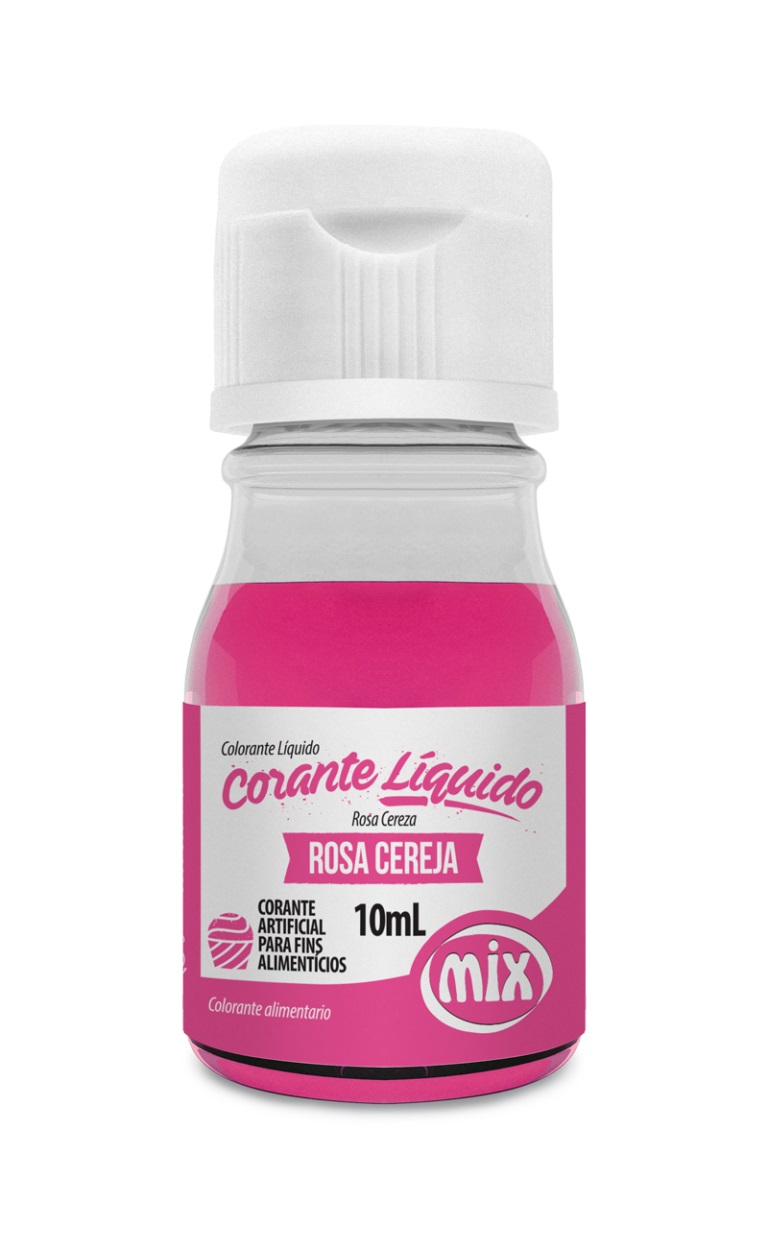 Colorante Líquido
Corante Líquido
Rosa Cereza
ROSA CEREJA
CORANTE
ARTIFICIAL
PARA FINS
ALIMENTÍCIOS
10mL
mix
Colorante alimentario